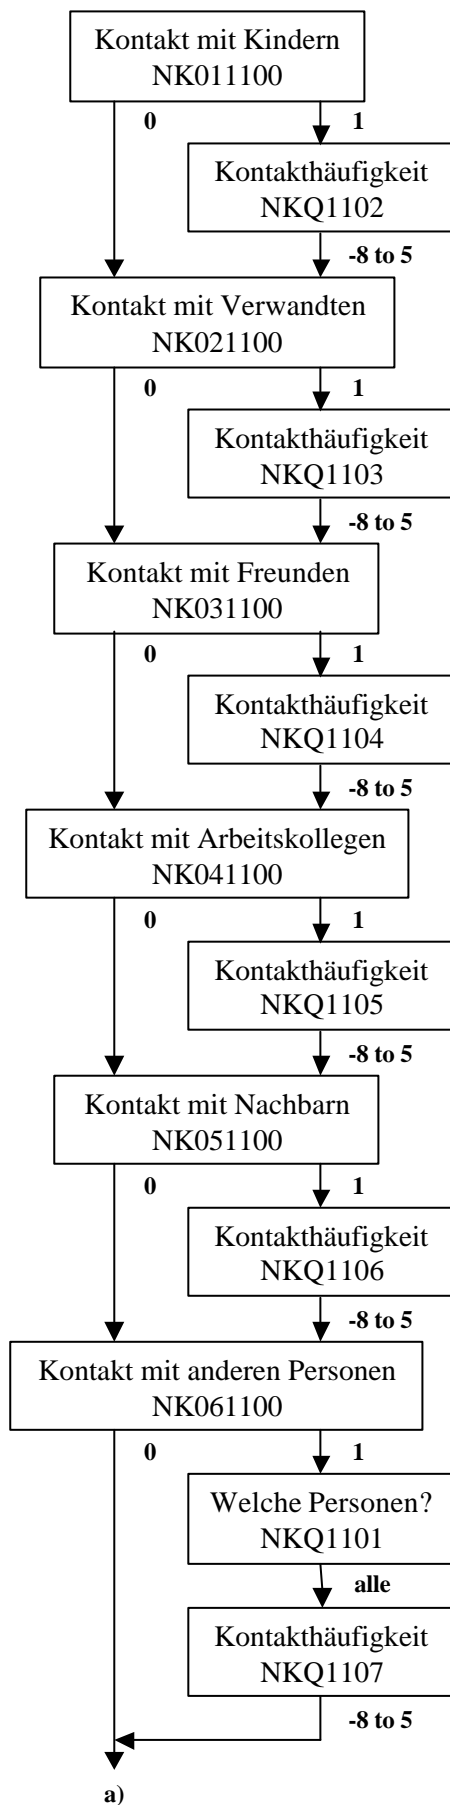 Kontakt mit Kindern
NK011100
0 1
Kontakthäufigkeit
NKQ1102
-8 to 5
Kontakt mit Verwandten
NK021100
0 1
Kontakthäufigkeit
NKQ1103
-8 to 5
Kontakt mit Freunden
NK031100
0 1
Kontakthäufigkeit
NKQ1104
-8 to 5
Kontakt mit Arbeitskollegen
NK041100
0 1
Kontakthäufigkeit
NKQ1105
-8 to 5
Kontakt mit Nachbarn
NK051100
0 1
Kontakthäufigkeit
NKQ1106
-8 to 5
Kontakt mit anderen Personen
NK061100
0 1
Welche Personen?
NKQ1101
alle
Kontakthäufigkeit
NKQ1107
-8 to 5
a)